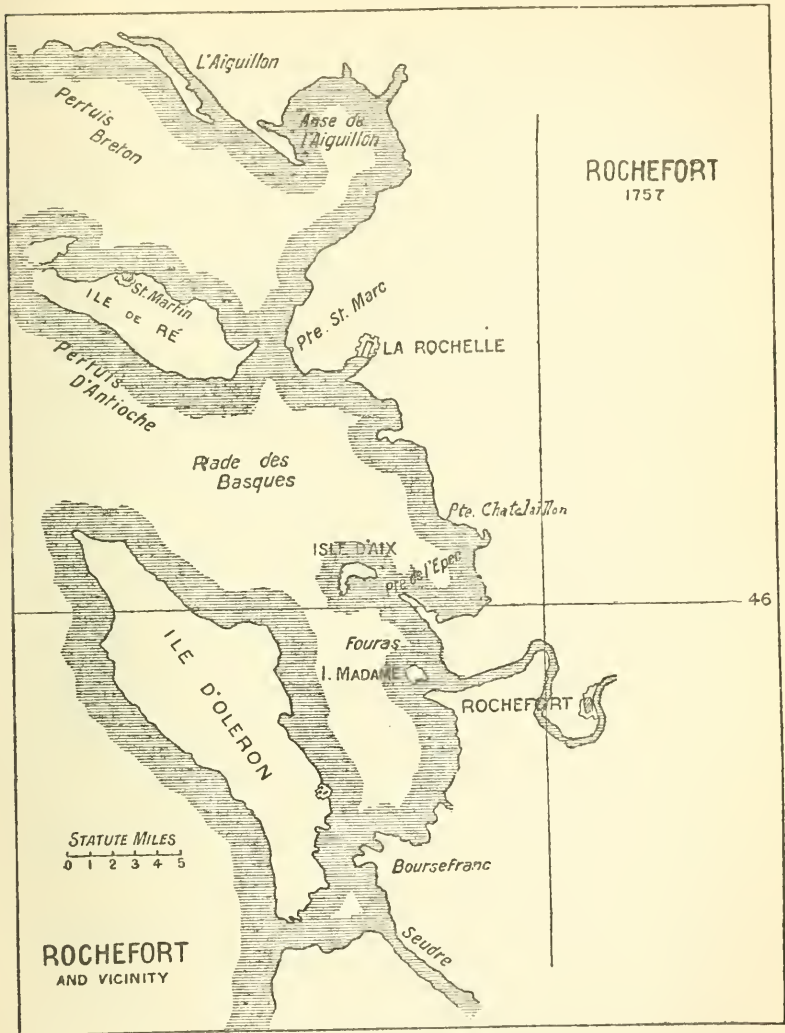 L'Aiguillon
Pertuis
Breton
Anse de
l'Aiguillon
ROCHEFORT
1757
St. Martin
ILE DE RÉ
Pte. St. Marc
LA ROCHELLE
Pertuis
D'Antioche
Rade des
Basques
Pte. Chatelaillon
ISLE D'AIX
Pte de l'Epee
46
Fouras
I. MADAME
ROCHEFORT
ILE D'OLERON
STATUTE MILES
0 1 2 3 4 5
Boursefranc
Seudre
ROCHEFORT
AND VICINITY